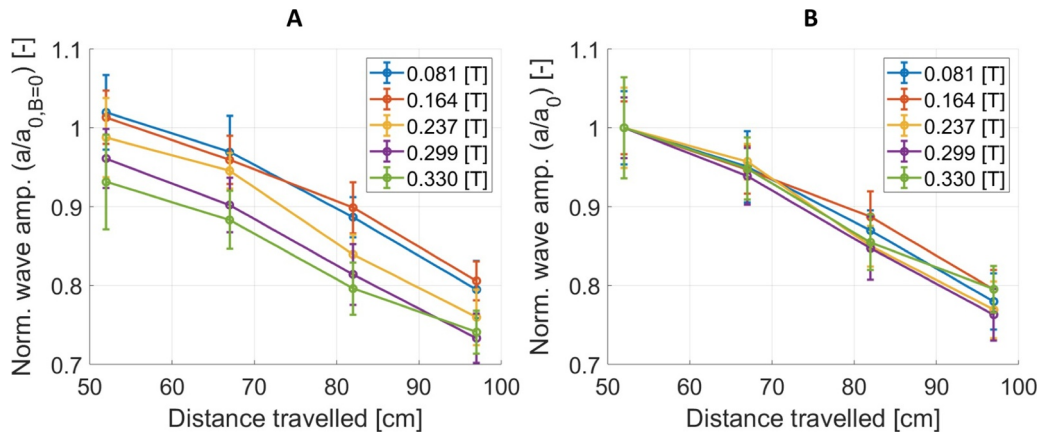 A
Norm. wave amp. (a/a0,B=0) [-]
1.1
1
0.9
0.8
0.7
50 60 70 80 90 100
Distance travelled [cm]
0.081 [T]
0.164 [T]
0.237 [T]
0.299 [T]
0.330 [T]
B
Norm. wave amp. (a/a0) [-]
1.1
1
0.9
0.8
0.7
50 60 70 80 90 100
Distance travelled [cm]
0.081 [T]
0.164 [T]
0.237 [T]
0.299 [T]
0.330 [T]